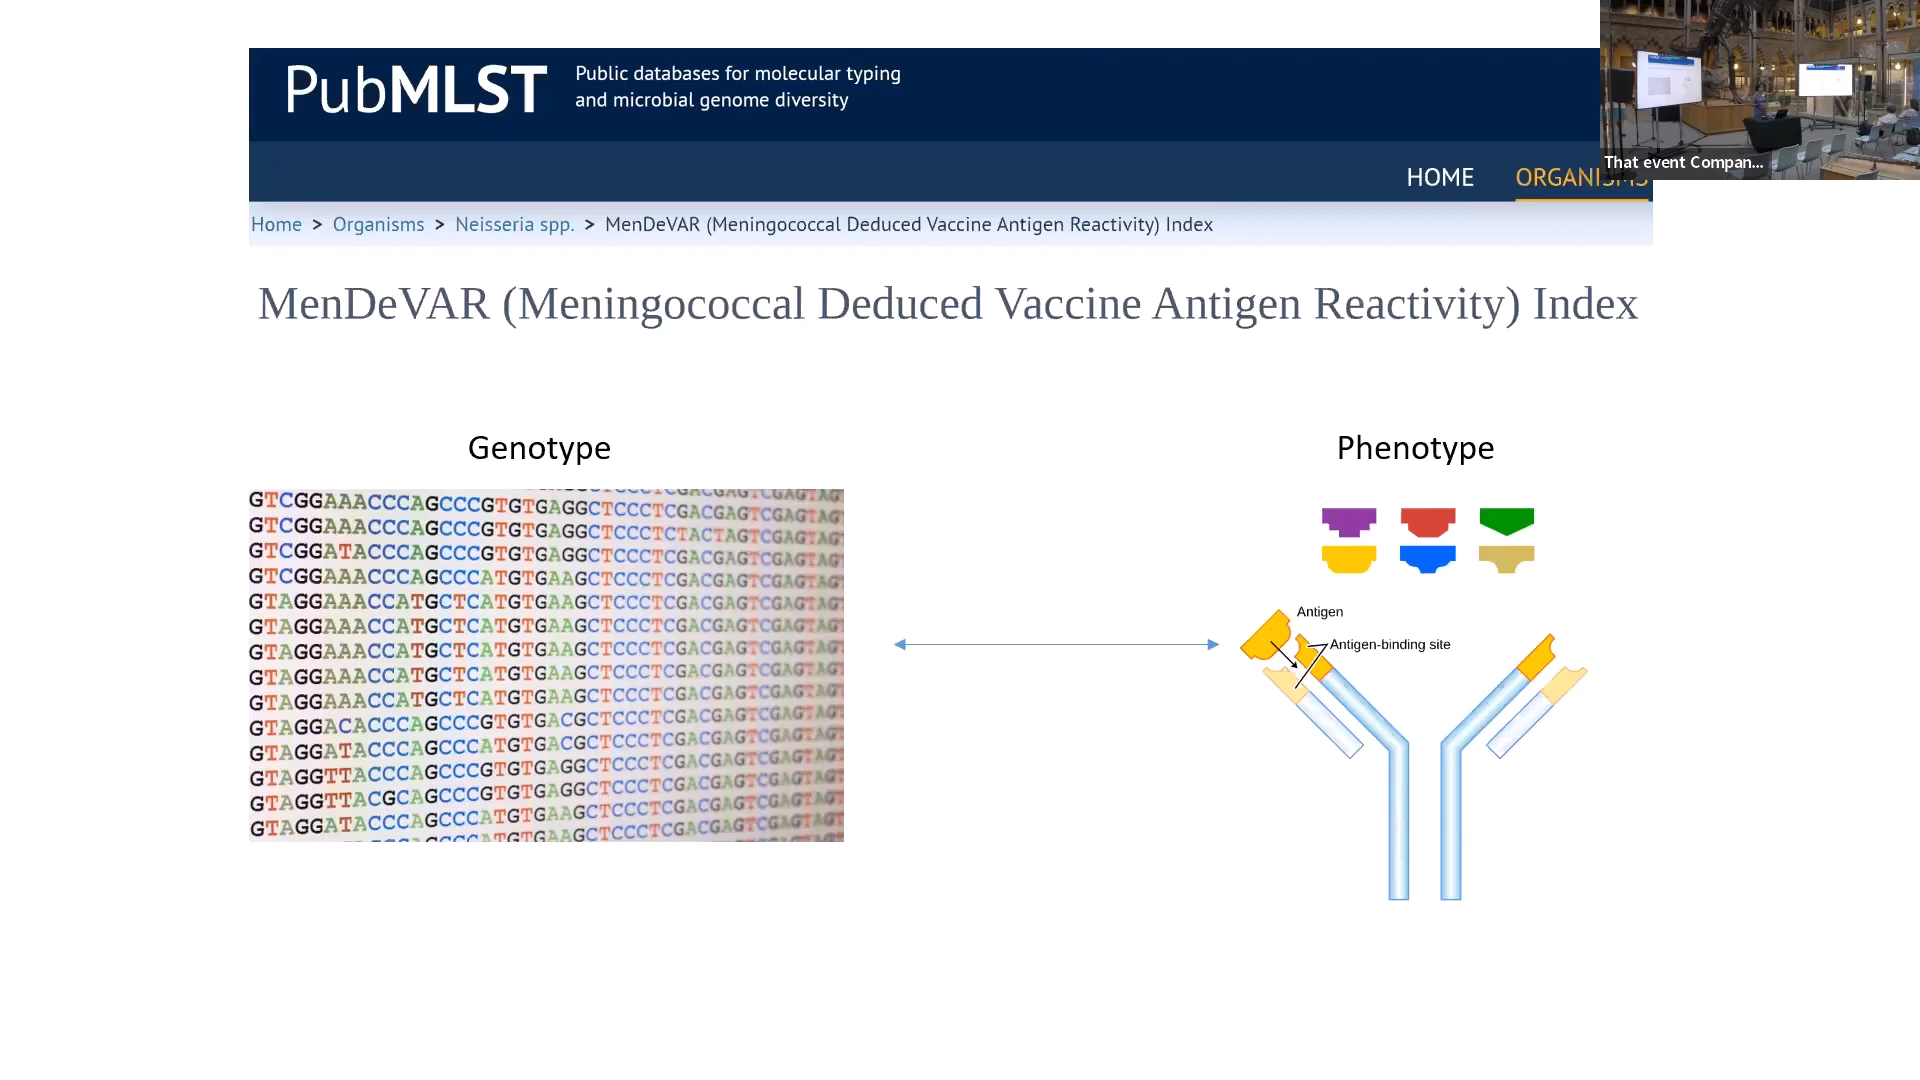 PubMLST
Public databases for molecular typing
and microbial genome diversity
HOME
ORGANISMS
That event Compan...
Home > Organisms > Neisseria spp. > MenDeVAR (Meningococcal Deduced Vaccine Antigen Reactivity) Index
MenDeVAR (Meningococcal Deduced Vaccine Antigen Reactivity) Index
Genotype
Phenotype
GTCGGAAACCCAGCCCGTGTGAGGCTCCCTCGACGAGTCGAGTAG
GTCGGAAACCCAGCCCGTGTGAGGCTCCCTCTACTAGTCGAGTAG
GTCGGATACCCAGCCCGTGTGAGGCTCCCTCGACGAGTCGAGTAG
GTCGGAAACCCAGCCCATGTGAAGCTCCCTCGACGAGTCGAGTAG
GTAGGAAACCATGCTCATGTGAAGCTCCCTCGACGAGTCGAGTAG
GTAGGAAACCATGCTCATGTGAAGCTCCCTCGACGAGTCGAGTAG
GTAGGAAACCATGCTCATGTGAAGCTCCCTCGACGAGTCGAGTAG
GTAGGAAACCATGCTCATGTGAAGCTCCCTCGACGAGTCGAGTAG
GTAGGAAACCATGCTCATGTGAAGCTCCCTCGACGAGTCGAGTAG
GTAGGACACCCAGCCCGTGTGACGCTCCCTCGACGAGTCGAGTAG
GTAGGATACCCAGCCCATGTGACGCTCCCTCGACGAGTCGAGTAG
GTAGGTTACCCAGCCCGTGTGAGGCTCCCTCGACGAGTCGAGTAG
GTAGGTTACGCAGCCCGTGTGAGGCTCCCTCGACGAGTCGAGTAG
GTAGGATACCCAGCCCATGTGAAGCTCCCTCGACGAGTCGAGTAG
Antigen
Antigen-binding site